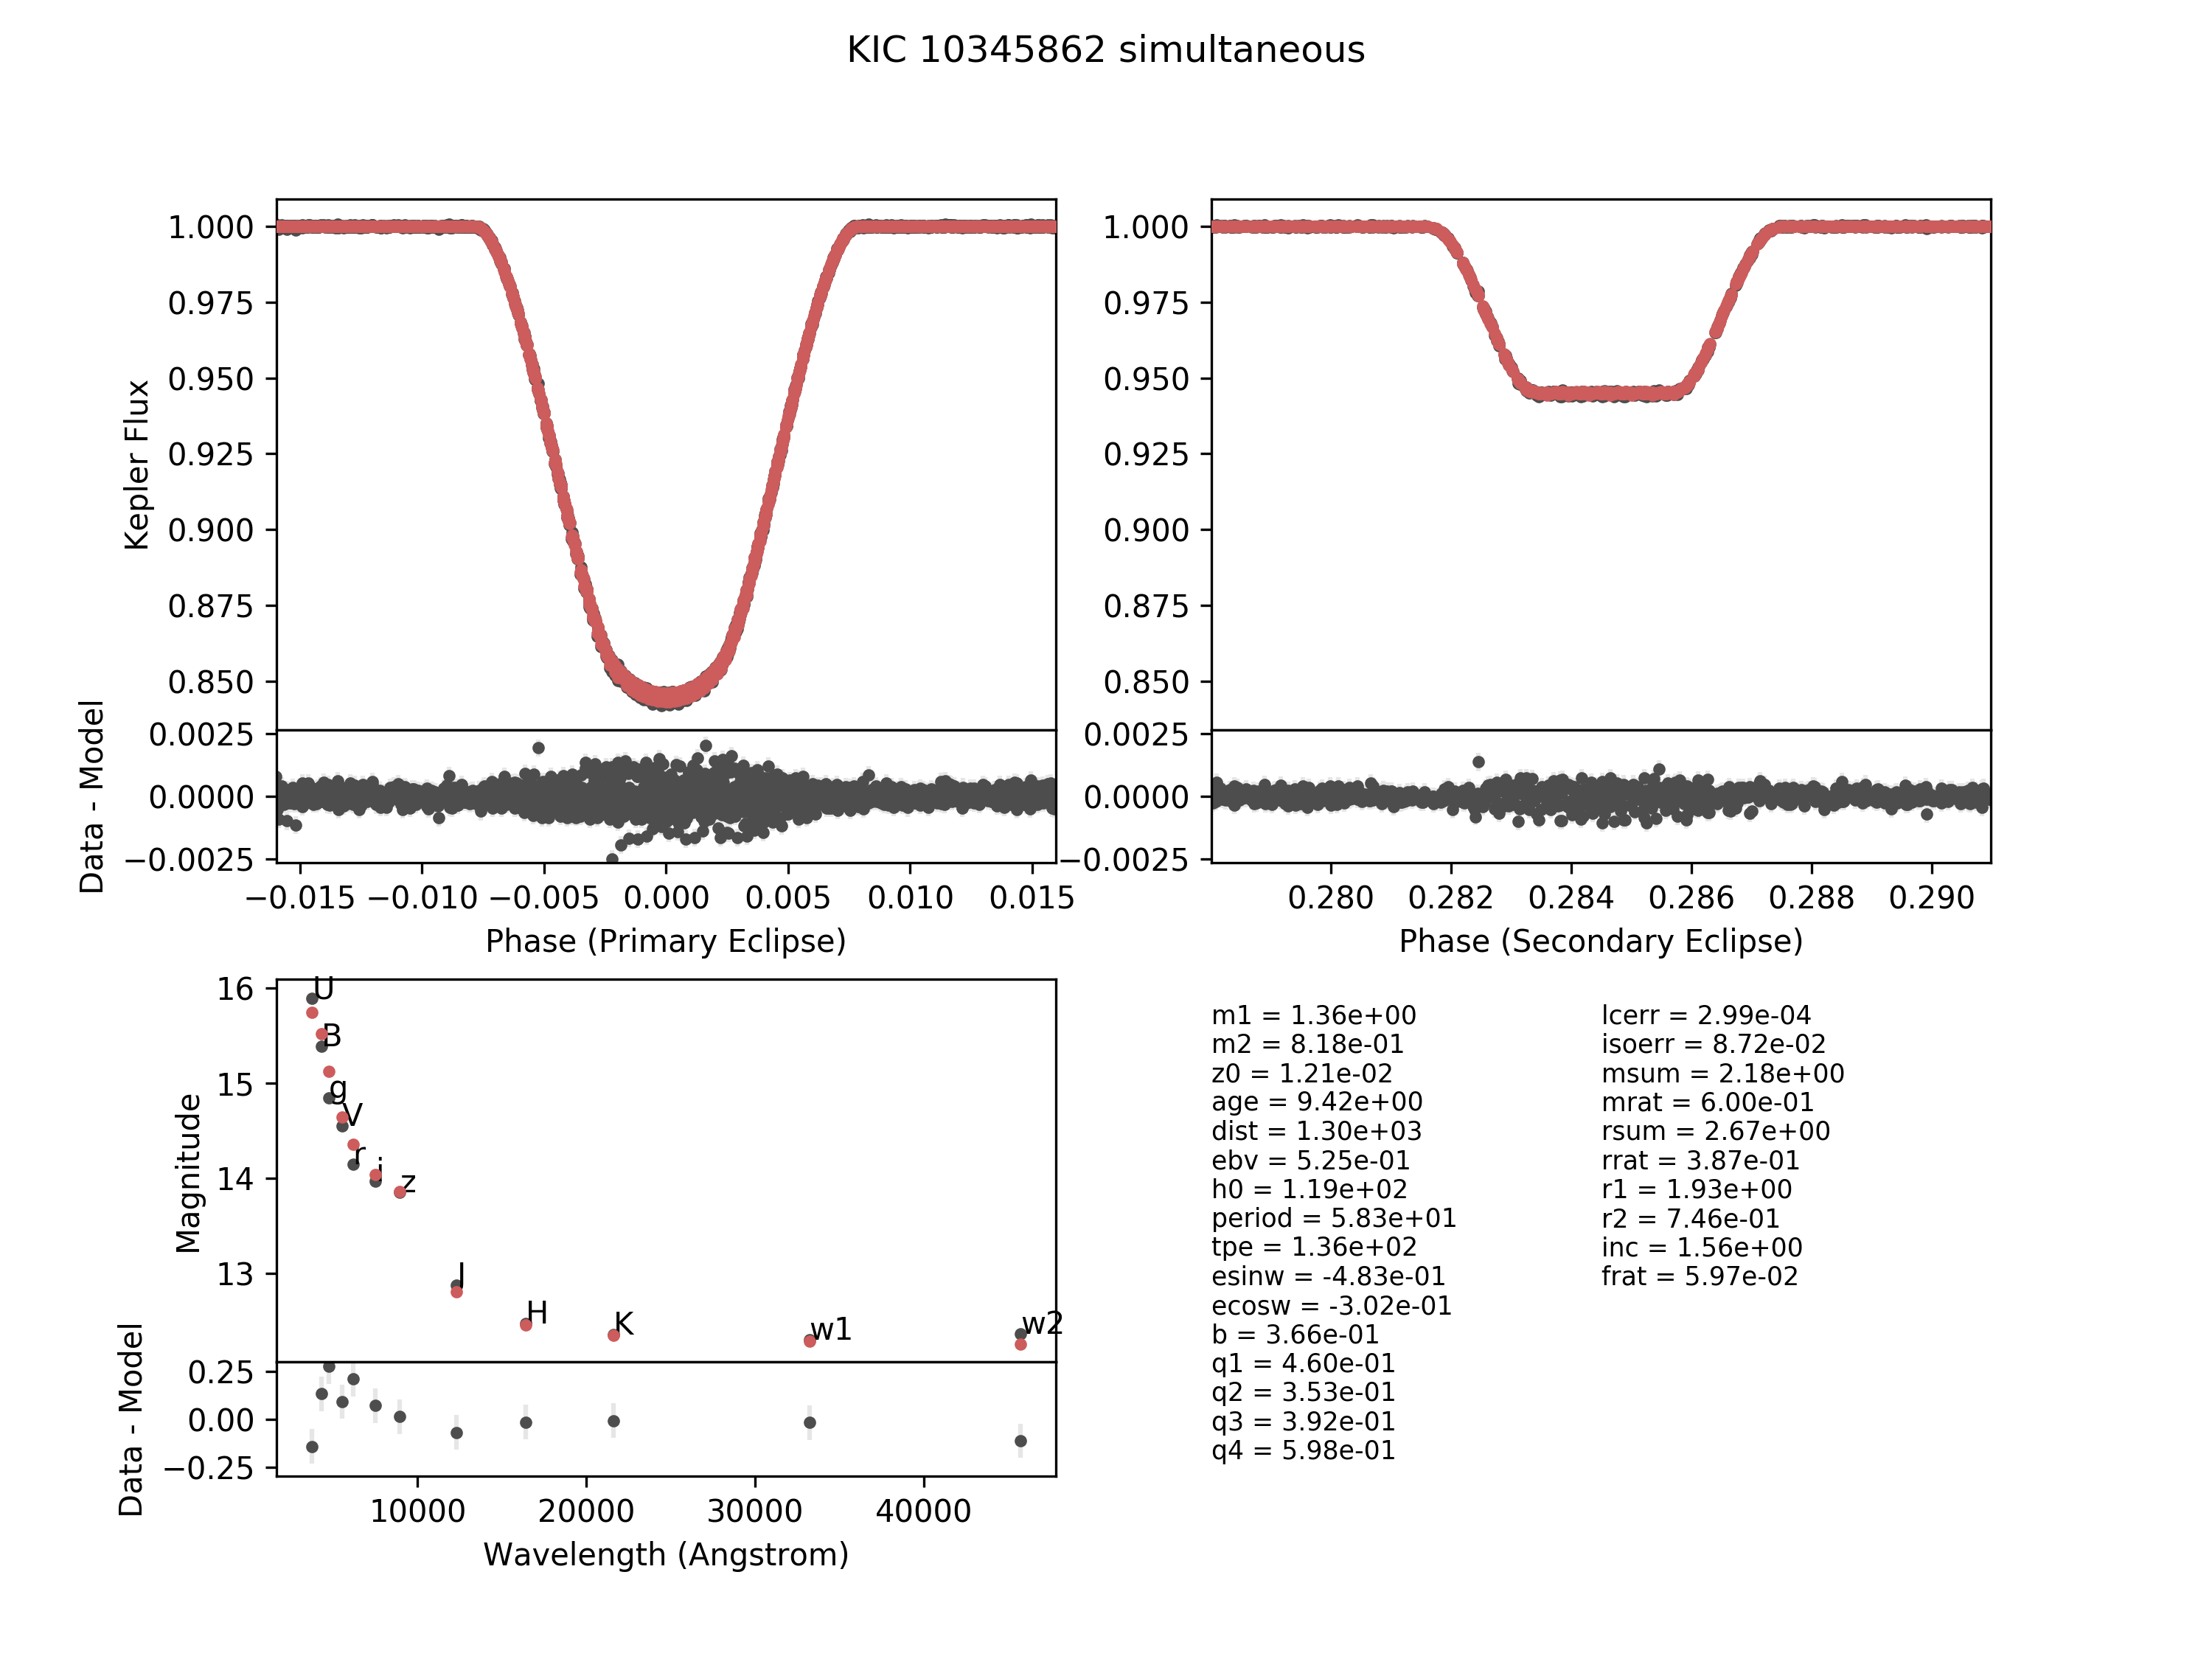 KIC 10345862 simultaneous
1.000
0.975
0.950
0.925
0.900
0.875
0.850
Kepler Flux
0.0025
0.0000
−0.0025
Data - Model
−0.015 −0.010 −0.005 0.000 0.005 0.010 0.015
Phase (Primary Eclipse)
1.000
0.975
0.950
0.925
0.900
0.875
0.850
0.0025
0.0000
−0.0025
0.280 0.282 0.284 0.286 0.288 0.290
Phase (Secondary Eclipse)
16
15
14
13
Magnitude
U
B
g
V
r
i
z
J
H
K
w1
w2
0.25
0.00
−0.25
Data - Model
10000 20000 30000 40000
Wavelength (Angstrom)
m1 = 1.36e+00
m2 = 8.18e-01
z0 = 1.21e-02
age = 9.42e+00
dist = 1.30e+03
ebv = 5.25e-01
h0 = 1.19e+02
period = 5.83e+01
tpe = 1.36e+02
esinw = -4.83e-01
ecosw = -3.02e-01
b = 3.66e-01
q1 = 4.60e-01
q2 = 3.53e-01
q3 = 3.92e-01
q4 = 5.98e-01
lcerr = 2.99e-04
isoerr = 8.72e-02
msum = 2.18e+00
mrat = 6.00e-01
rsum = 2.67e+00
rrat = 3.87e-01
r1 = 1.93e+00
r2 = 7.46e-01
inc = 1.56e+00
frat = 5.97e-02